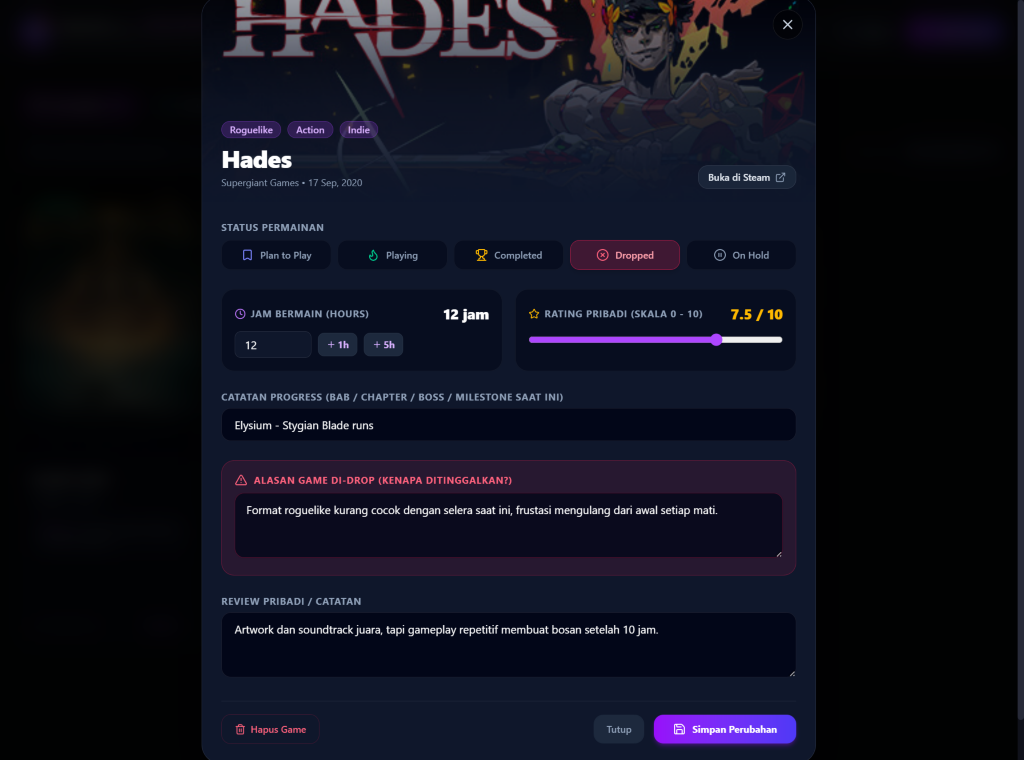 HADES
Roguelike Action Indie
Hades
Supergiant Games • 17 Sep, 2020
Buka di Steam
STATUS PERMAINAN
Plan to Play Playing Completed Dropped On Hold
JAM BERMAIN (HOURS) 12 jam
12 + 1h + 5h
RATING PRIBADI (SKALA 0 - 10) 7.5 / 10
CATATAN PROGRESS (BAB / CHAPTER / BOSS / MILESTONE SAAT INI)
Elysium - Stygian Blade runs
ALASAN GAME DI-DROP (KENAPA DITINGGALKAN?)
Format roguelike kurang cocok dengan selera saat ini, frustasi mengulang dari awal setiap mati.
REVIEW PRIBADI / CATATAN
Artwork dan soundtrack juara, tapi gameplay repetitif membuat bosan setelah 10 jam.
Hapus Game Tutup Simpan Perubahan